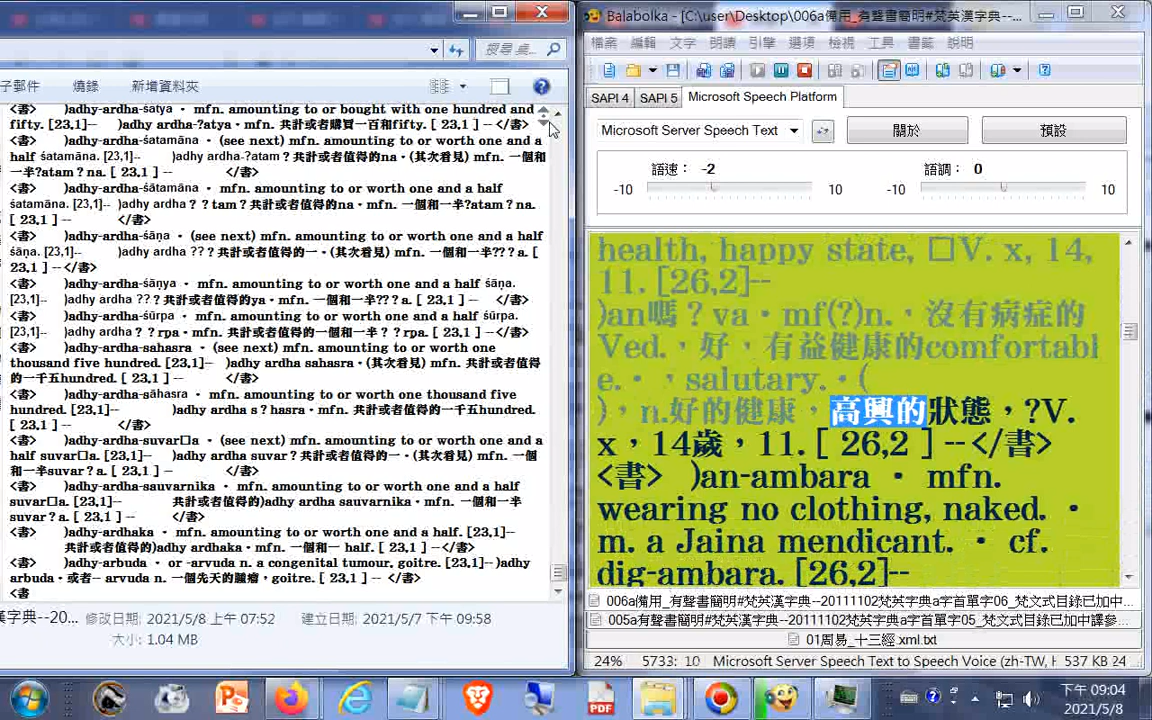 搜尋 桌...
子郵件 燒錄 新增資料夾
<書> )adhy-ardha-śatya · mfn. amounting to or bought with one hundred and
fifty. [23,1]-- )adhy ardha-?atya · mfn. 共計或者購買一百和fifty. [ 23,1 ] --</書>
<書> )adhy-ardha-śatamāna · (see next) mfn. amounting to or worth one and a
half śatamāna. [23,1]-- )adhy ardha-?atam ? 共計或者值得的na · (其次看見) mfn. 一個和
一半?atam ? na. [ 23,1 ] -- </書>
<書> )adhy-ardha-śātamāna · mfn. amounting to or worth one and a half
śatamāna. [23,1]-- )adhy ardha ? ? tam ? 共計或者值得的na · mfn. 一個和一半?atam ? na.
[ 23,1 ] -- </書>
<書> )adhy-ardha-śāṇa · (see next) mfn. amounting to or worth one and a half
śāṇa. [23,1]-- )adhy ardha ?? ? 共計或者值得的一 · (其次看見) mfn. 一個和一半??? a. [
23,1 ] --</書>
<書> )adhy-ardha-śāṇya · mfn. amounting to or worth one and a half śāṇa.
[23,1]-- )adhy ardha ?? ? 共計或者值得的ya · mfn. 一個和一半??? a. [ 23,1 ] -- </書>
<書> )adhy-ardha-śūrpa · mfn. amounting to or worth one and a half śūrpa.
[23,1]-- )adhy ardha ? ? rpa · mfn. 共計或者值得的一個和一半? ? rpa. [ 23,1 ] -- </書>
<書> )adhy-ardha-sahasra · (see next) mfn. amounting to or worth one
thousand five hundred. [23,1]-- )adhy ardha sahasra · (其次看見) mfn. 共計或者值得
的一千五hundred. [ 23,1 ] -- </書>
<書> )adhy-ardha-sāhasra · mfn. amounting to or worth one thousand five
hundred. [23,1]-- )adhy ardha s ? hasra · mfn. 共計或者值得的一千五hundred.
[ 23,1 ] -- </書>
<書> )adhy-ardha-suvar□a · (see next) mfn. amounting to or worth one and a
half suvar□a. [23,1]-- )adhy ardha suvar ? 共計或者值得的一 · (其次看見) mfn. 一個和
一半suvar ? a. [ 23,1 ] -- </書>
<書> )adhy-ardha-sauvarnika · mfn. amounting to or worth one and a half
suvar□a. [23,1]-- 共計或者值得的)adhy ardha sauvarnika · mfn. 一個和一半
suvar ? a. [ 23,1 ] -- </書>
<書> )adhy-ardhaka · mfn. amounting to or worth one and a half. [23,1]--
共計或者值得的)adhy ardhaka · mfn. 一個和一 half. [ 23,1 ] -- </書>
<書> )adhy-arbuda · or -arvuda n. a congenital tumour, goitre. [23,1]-- )adhy
arbuda · 或者− arvuda n. 一個先天的腫瘤，goitre. [ 23,1 ] -- </書>
<書
漢字典--20... 修改日期: 2021/5/8 上午 07:52 建立日期: 2021/5/7 下午 09:58
大小: 1.04 MB
Balabolka - [C:\user\Desktop\006a備用_有聲書簡明#梵英漢字典--...
檔案 編輯 文字 朗讀 引擎 選項 檢視 工具 書籤 說明
SAPI 4 SAPI 5 Microsoft Speech Platform
Microsoft Server Speech Text 關於 預設
語速： -2 語調： 0
-10 10 -10 10
health, happy state, □V. x, 14,
11. [26,2]--
)an嗎 ? va · mf(?)n.，沒有病症的
Ved.，好，有益健康的comfortabl
e. · ，salutary. · (
)，n.好的健康，高興的狀態，?V.
x，14歲，11. [ 26,2 ] --</書>
<書> )an-ambara · mfn.
wearing no clothing, naked. ·
m. a Jaina mendicant. · cf.
dig-ambara. [26,2]--
006a備用_有聲書簡明#梵英漢字典--20111102梵英漢字典a字首單字06_梵文式目錄已加中...
005a有聲書簡明#梵英漢字典--20111102梵英漢字典a字首單字05_梵文式目錄已加中譯參...
01周易_十三經.xml.txt
24% 5733: 10 Microsoft Server Speech Text to Speech Voice (zh-TW, H 537 KB 24
下午 09:04
2021/5/8